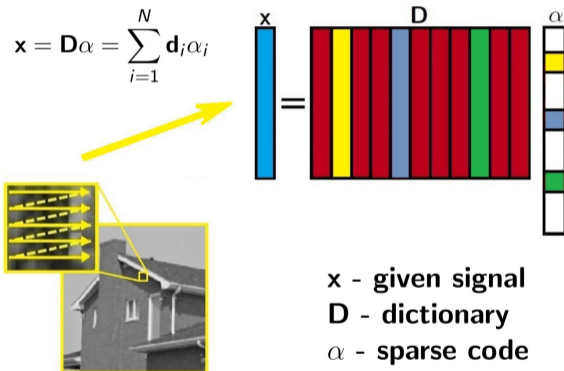 x = Dα = ∑_{i=1}^{N} d_i α_i
x D α
=
x - given signal
D - dictionary
α - sparse code